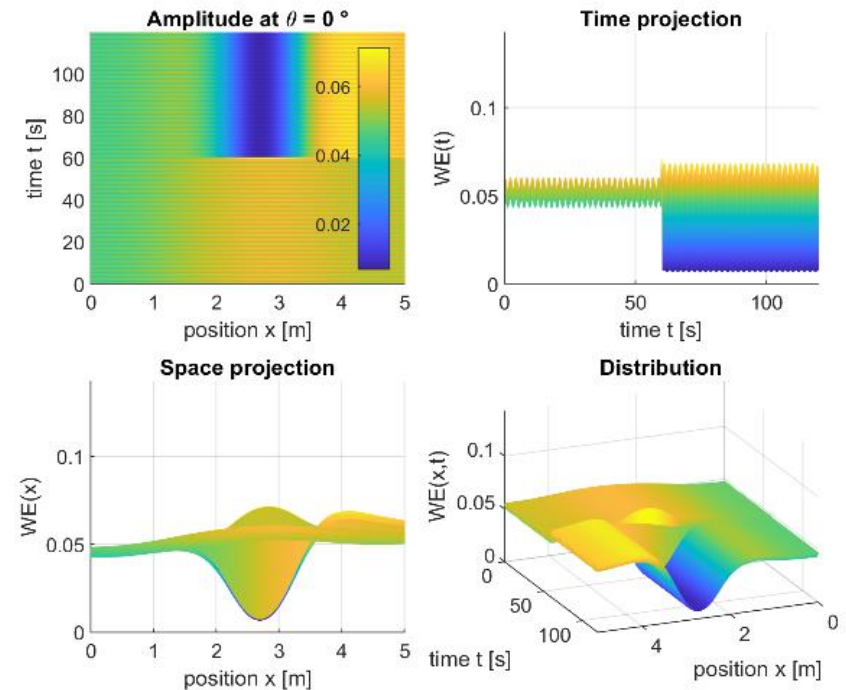 Amplitude at θ = 0 °
100
80
60
40
20
0
time t [s]
0 1 2 3 4 5
position x [m]
0.06
0.04
0.02
Time projection
0.1
0.05
0
WE(t)
0 50 100
time t [s]
Space projection
0.1
0.05
0
WE(x)
0 1 2 3 4 5
position x [m]
Distribution
0.1
0.05
0
WE(x,t)
0
50
100
time t [s]
4 2 0
position x [m]